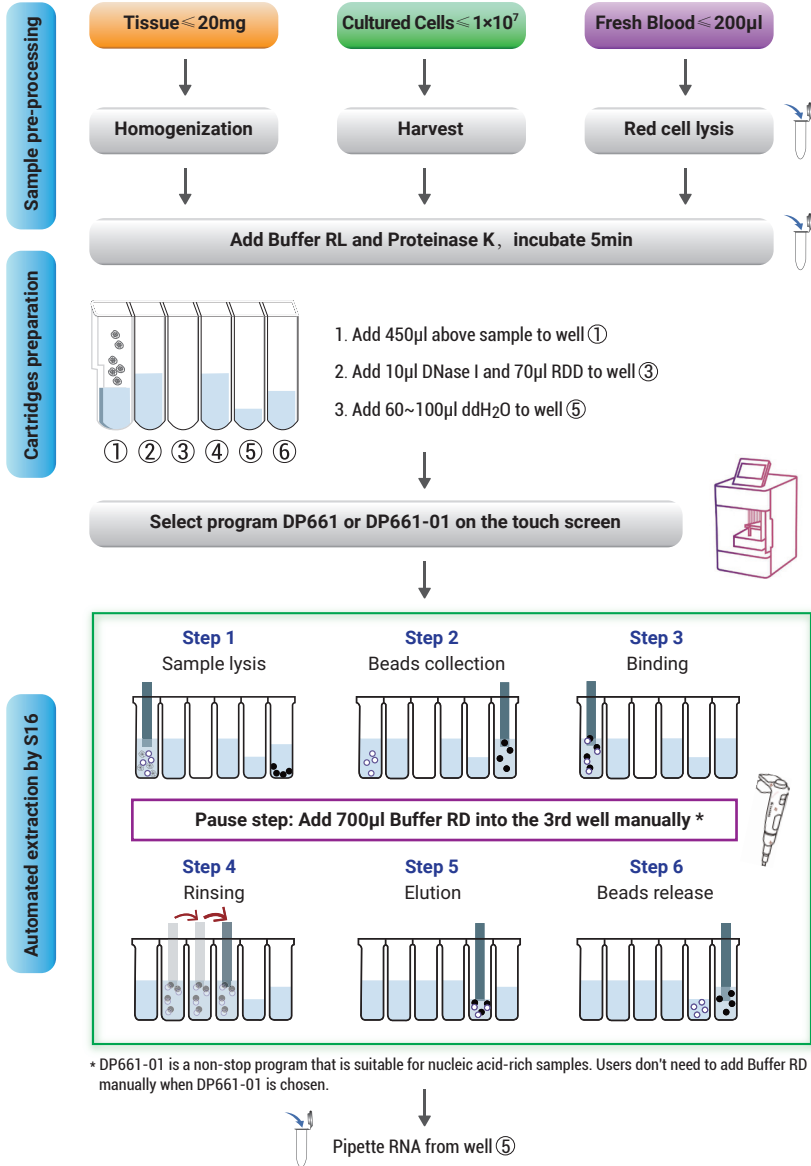 Sample pre-processing
Tissue⩽20mg
Cultured Cells⩽1×10⁷
Fresh Blood⩽200μl
Homogenization
Harvest
Red cell lysis
Add Buffer RL and Proteinase K，incubate 5min
Cartridges preparation
① ② ③ ④ ⑤ ⑥
1. Add 450μl above sample to well ①
2. Add 10μl DNase I and 70μl RDD to well ③
3. Add 60~100μl ddH₂O to well ⑤
Select program DP661 or DP661-01 on the touch screen
Automated extraction by S16
Step 1
Sample lysis
Step 2
Beads collection
Step 3
Binding
Pause step: Add 700μl Buffer RD into the 3rd well manually *
Step 4
Rinsing
Step 5
Elution
Step 6
Beads release
* DP661-01 is a non-stop program that is suitable for nucleic acid-rich samples. Users don't need to add Buffer RD
manually when DP661-01 is chosen.
Pipette RNA from well ⑤